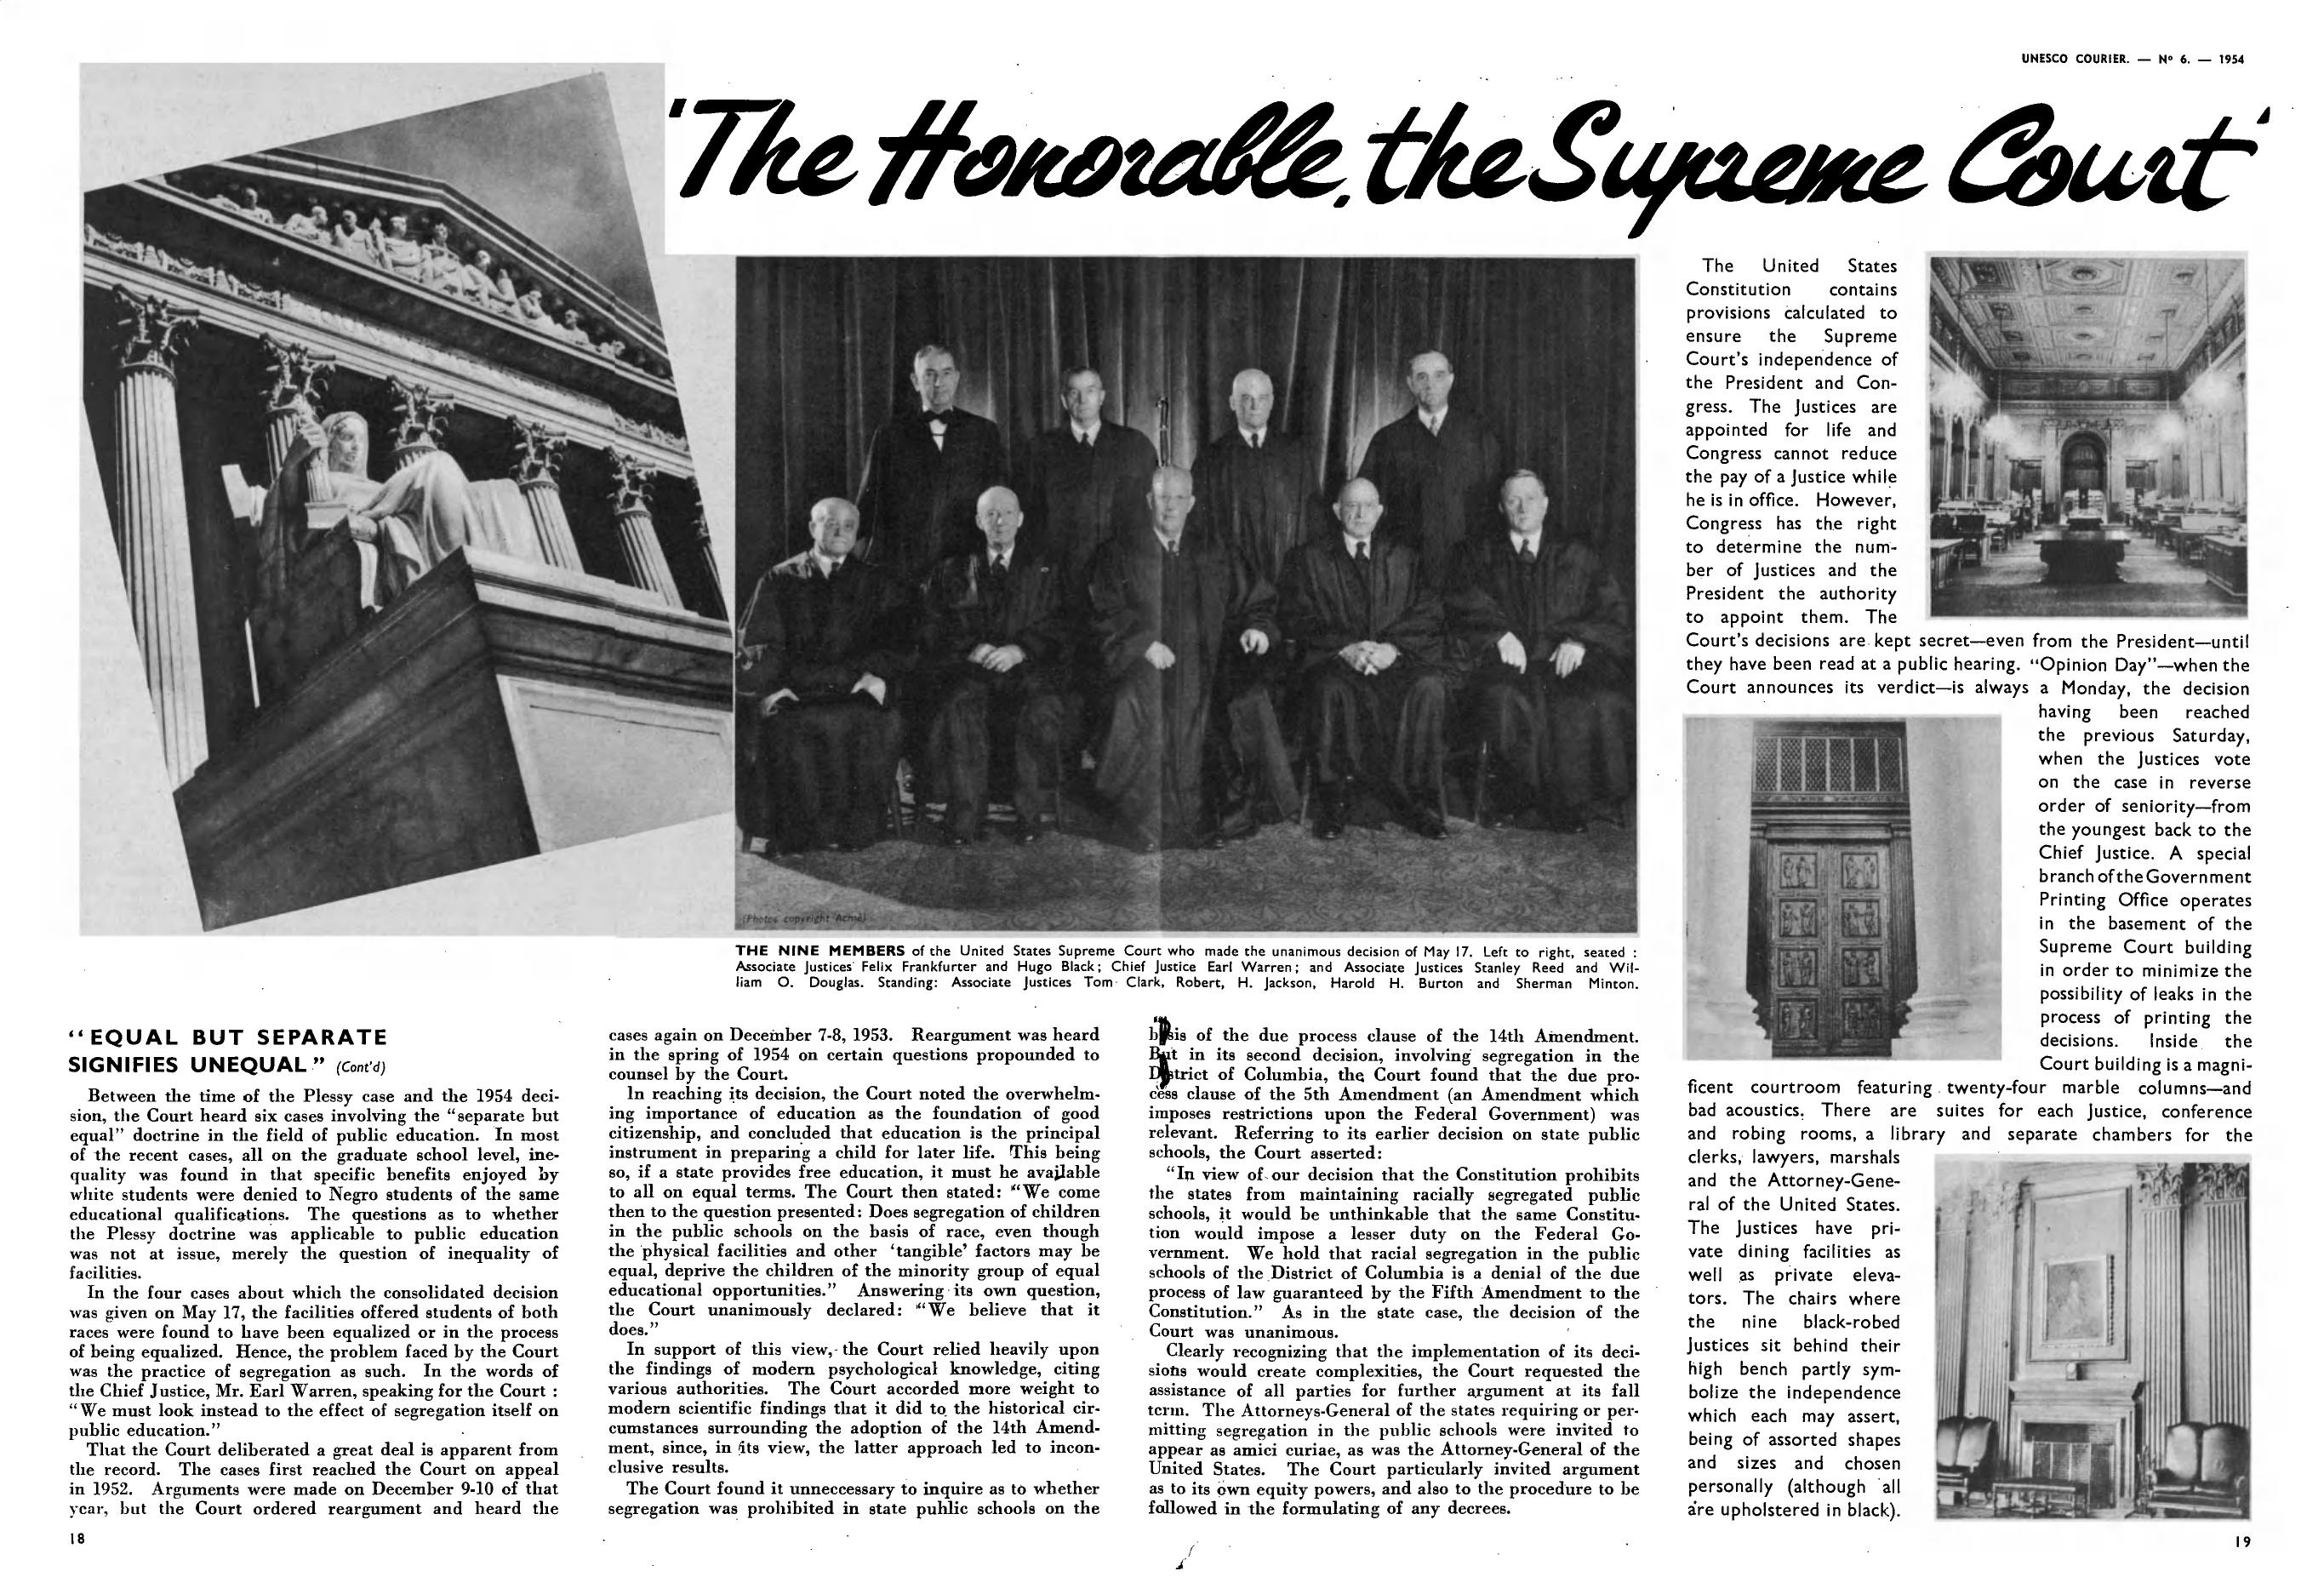 UNESCO COURIER. — Nº 6. — 1954
'The Honorable, the Supreme Court'
The United States
Constitution contains
provisions calculated to
ensure the Supreme
Court's independence of
the President and Con-
gress. The Justices are
appointed for life and
Congress cannot reduce
the pay of a Justice while
he is in office. However,
Congress has the right
to determine the num-
ber of Justices and the
President the authority
to appoint them. The
Court's decisions are kept secret—even from the President—until
they have been read at a public hearing. "Opinion Day"—when the
Court announces its verdict—is always a Monday, the decision
having been reached
the previous Saturday,
when the Justices vote
on the case in reverse
order of seniority—from
the youngest back to the
Chief Justice. A special
branch of the Government
Printing Office operates
in the basement of the
Supreme Court building
in order to minimize the
possibility of leaks in the
process of printing the
decisions. Inside the
Court building is a magni-
ficent courtroom featuring twenty-four marble columns—and
bad acoustics. There are suites for each Justice, conference
and robing rooms, a library and separate chambers for the
clerks, lawyers, marshals
and the Attorney-Gene-
ral of the United States.
The Justices have pri-
vate dining facilities as
well as private eleva-
tors. The chairs where
the nine black-robed
Justices sit behind their
high bench partly sym-
bolize the independence
which each may assert,
being of assorted shapes
and sizes and chosen
personally (although all
are upholstered in black).
(Photos copyright Acme)
THE NINE MEMBERS of the United States Supreme Court who made the unanimous decision of May 17. Left to right, seated :
Associate Justices Felix Frankfurter and Hugo Black; Chief Justice Earl Warren; and Associate Justices Stanley Reed and Wil-
liam O. Douglas. Standing: Associate Justices Tom Clark, Robert, H. Jackson, Harold H. Burton and Sherman Minton.
"EQUAL BUT SEPARATE
SIGNIFIES UNEQUAL" (Cont'd)
Between the time of the Plessy case and the 1954 deci-
sion, the Court heard six cases involving the "separate but
equal" doctrine in the field of public education. In most
of the recent cases, all on the graduate school level, ine-
quality was found in that specific benefits enjoyed by
white students were denied to Negro students of the same
educational qualifications. The questions as to whether
the Plessy doctrine was applicable to public education
was not at issue, merely the question of inequality of
facilities.
In the four cases about which the consolidated decision
was given on May 17, the facilities offered students of both
races were found to have been equalized or in the process
of being equalized. Hence, the problem faced by the Court
was the practice of segregation as such. In the words of
the Chief Justice, Mr. Earl Warren, speaking for the Court :
"We must look instead to the effect of segregation itself on
public education."
That the Court deliberated a great deal is apparent from
the record. The cases first reached the Court on appeal
in 1952. Arguments were made on December 9-10 of that
year, but the Court ordered reargument and heard the
cases again on December 7-8, 1953. Reargument was heard
in the spring of 1954 on certain questions propounded to
counsel by the Court.
In reaching its decision, the Court noted the overwhelm-
ing importance of education as the foundation of good
citizenship, and concluded that education is the principal
instrument in preparing a child for later life. This being
so, if a state provides free education, it must be available
to all on equal terms. The Court then stated: "We come
then to the question presented: Does segregation of children
in the public schools on the basis of race, even though
the physical facilities and other 'tangible' factors may be
equal, deprive the children of the minority group of equal
educational opportunities." Answering its own question,
the Court unanimously declared: "We believe that it
does."
In support of this view, the Court relied heavily upon
the findings of modern psychological knowledge, citing
various authorities. The Court accorded more weight to
modern scientific findings that it did to the historical cir-
cumstances surrounding the adoption of the 14th Amend-
ment, since, in its view, the latter approach led to incon-
clusive results.
The Court found it unneccessary to inquire as to whether
segregation was prohibited in state public schools on the
basis of the due process clause of the 14th Amendment.
But in its second decision, involving segregation in the
District of Columbia, the Court found that the due pro-
cess clause of the 5th Amendment (an Amendment which
imposes restrictions upon the Federal Government) was
relevant. Referring to its earlier decision on state public
schools, the Court asserted:
"In view of our decision that the Constitution prohibits
the states from maintaining racially segregated public
schools, it would be unthinkable that the same Constitu-
tion would impose a lesser duty on the Federal Go-
vernment. We hold that racial segregation in the public
schools of the District of Columbia is a denial of the due
process of law guaranteed by the Fifth Amendment to the
Constitution." As in the state case, the decision of the
Court was unanimous.
Clearly recognizing that the implementation of its deci-
sions would create complexities, the Court requested the
assistance of all parties for further argument at its fall
term. The Attorneys-General of the states requiring or per-
mitting segregation in the public schools were invited to
appear as amici curiae, as was the Attorney-General of the
United States. The Court particularly invited argument
as to its own equity powers, and also to the procedure to be
followed in the formulating of any decrees.
18
19